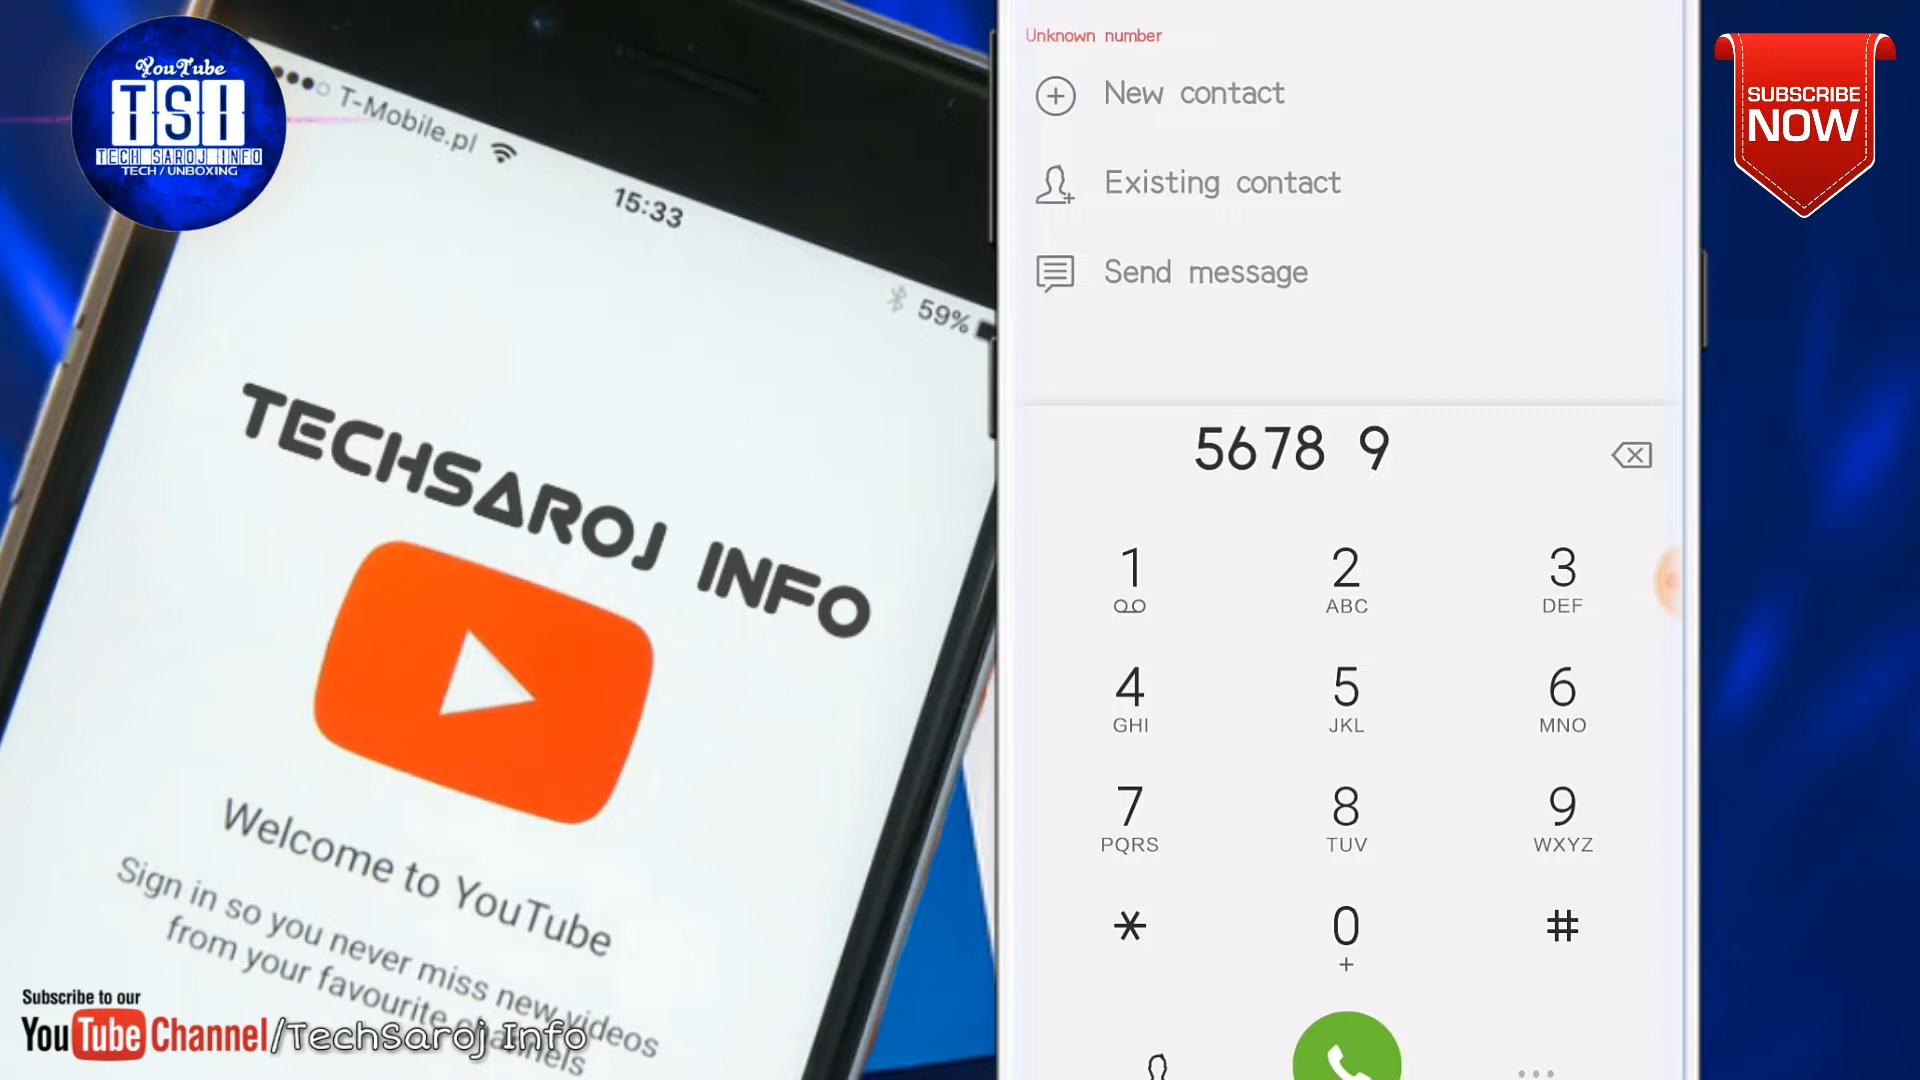 YouTube
TSI
TECH SAROJ INFO
TECH / UNBOXING
T-Mobile.pl
15:33
59%
TECHSAROJ INFO
Welcome to YouTube
Sign in so you never miss new videos
from your favourite channels
Subscribe to our
YouTube Channel/TechSaroj Info
Unknown number
New contact
Existing contact
Send message
5678 9
1
2
ABC
3
DEF
4
GHI
5
JKL
6
MNO
7
PQRS
8
TUV
9
WXYZ
*
0
+
#
SUBSCRIBE
NOW